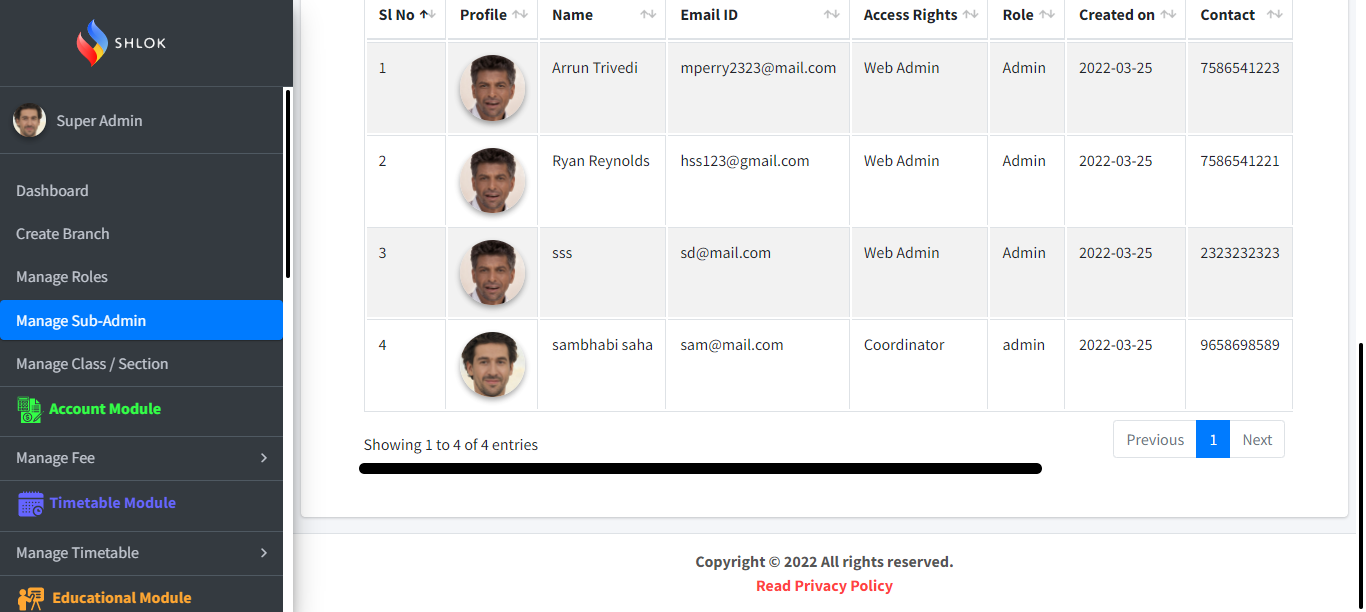 SHLOK
Super Admin
Dashboard
Create Branch
Manage Roles
Manage Sub-Admin
Manage Class / Section
Account Module
Manage Fee
Timetable Module
Manage Timetable
Educational Module
Sl No Profile Name Email ID Access Rights Role Created on Contact
1 Arrun Trivedi mperry2323@mail.com Web Admin Admin 2022-03-25 7586541223
2 Ryan Reynolds hss123@gmail.com Web Admin Admin 2022-03-25 7586541221
3 sss sd@mail.com Web Admin Admin 2022-03-25 2323232323
4 sambhabi saha sam@mail.com Coordinator admin 2022-03-25 9658698589
Showing 1 to 4 of 4 entries
Previous 1 Next
Copyright © 2022 All rights reserved.
Read Privacy Policy